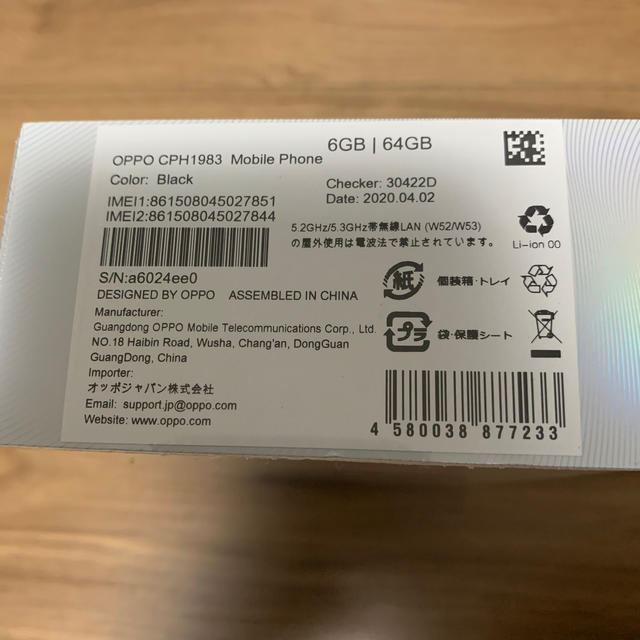 6GB | 64GB
OPPO CPH1983 Mobile Phone
Color: Black
Checker: 30422D
Date: 2020.04.02
IMEI1:861508045027851
IMEI2:861508045027844
5.2GHz/5.3GHz帯無線LAN (W52/W53)
の屋外使用は電波法で禁止されています。
Li-ion 00
S/N:a6024ee0
DESIGNED BY OPPO ASSEMBLED IN CHINA
紙
個装箱・トレイ
Manufacturer:
Guangdong OPPO Mobile Telecommunications Corp., Ltd.
NO.18 Haibin Road, Wusha, Chang'an, DongGuan
GuangDong, China
プラ
袋・保護シート
Importer:
オッポジャパン株式会社
Email: support.jp@oppo.com
Website: www.oppo.com
4 580038 877233